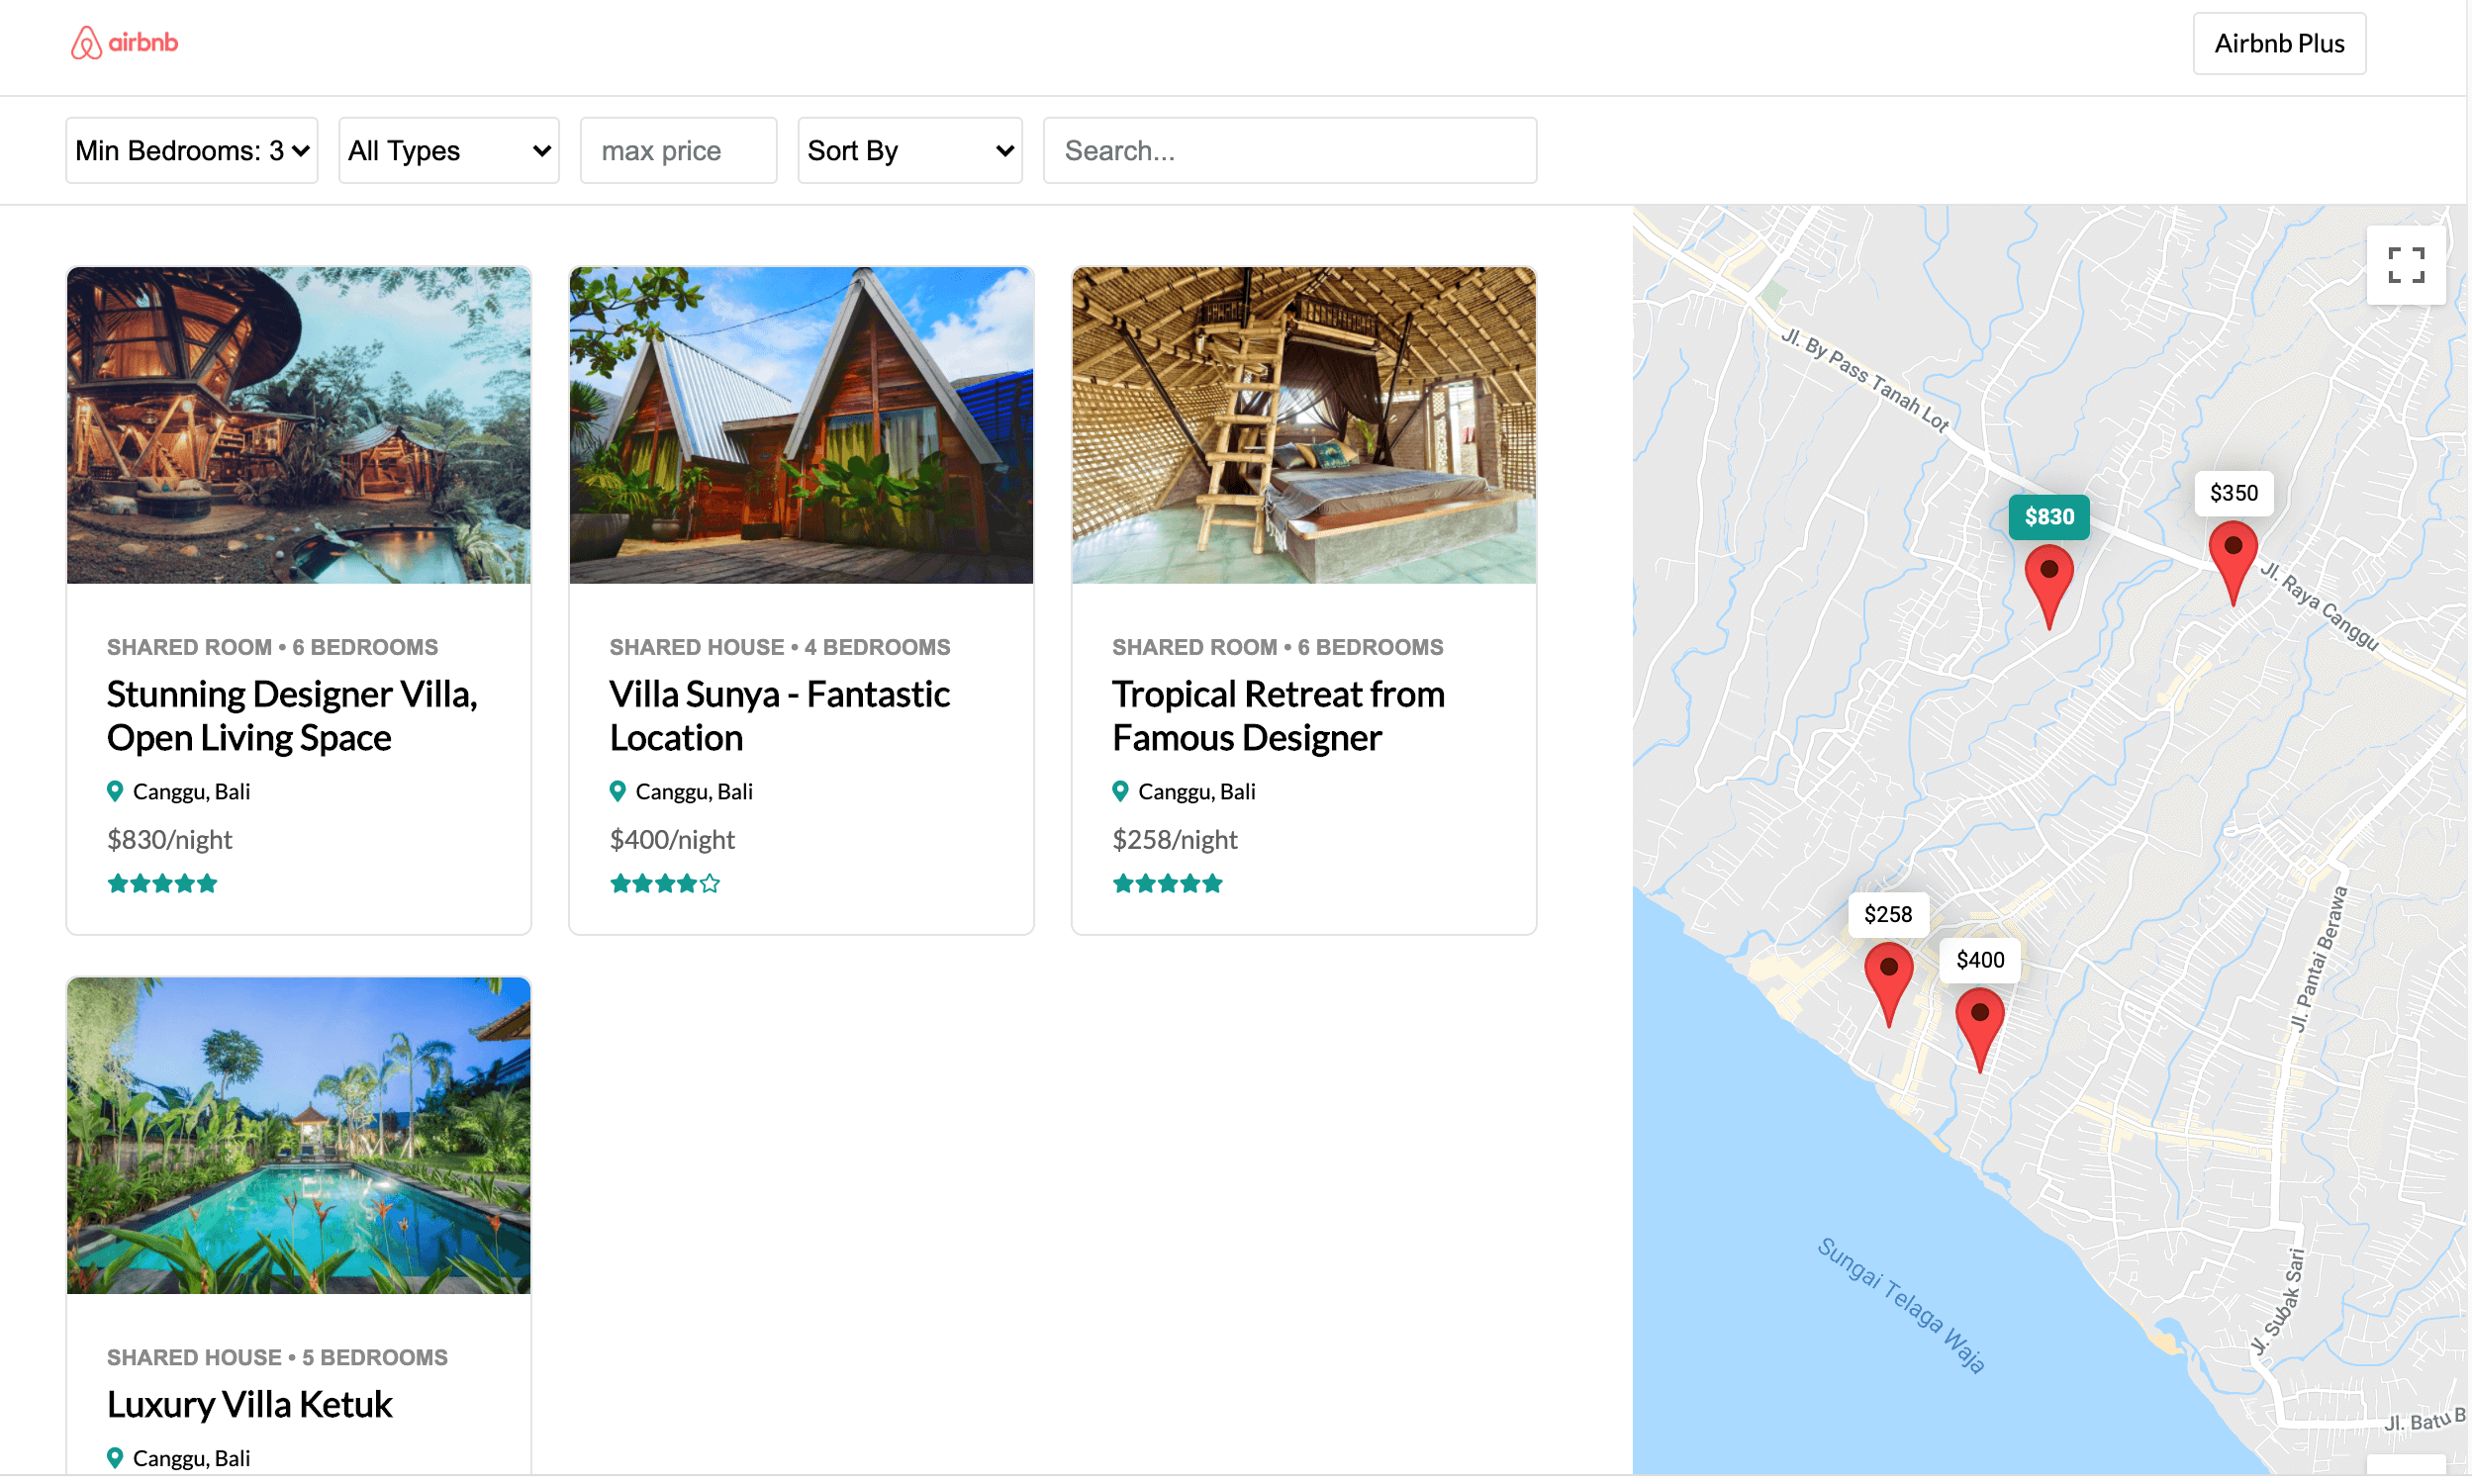 airbnb
Airbnb Plus
Min Bedrooms: 3
All Types
max price
Sort By
Search...
SHARED ROOM • 6 BEDROOMS
Stunning Designer Villa,
Open Living Space
Canggu, Bali
$830/night
SHARED HOUSE • 4 BEDROOMS
Villa Sunya - Fantastic
Location
Canggu, Bali
$400/night
SHARED ROOM • 6 BEDROOMS
Tropical Retreat from
Famous Designer
Canggu, Bali
$258/night
SHARED HOUSE • 5 BEDROOMS
Luxury Villa Ketuk
Canggu, Bali
Jl. By Pass Tanah Lot
$350
$830
Jl. Raya Canggu
$258
$400
Jl. Pantai Berawa
Sungai Telaga Waja
Jl. Subak Sari
Jl. Batu B